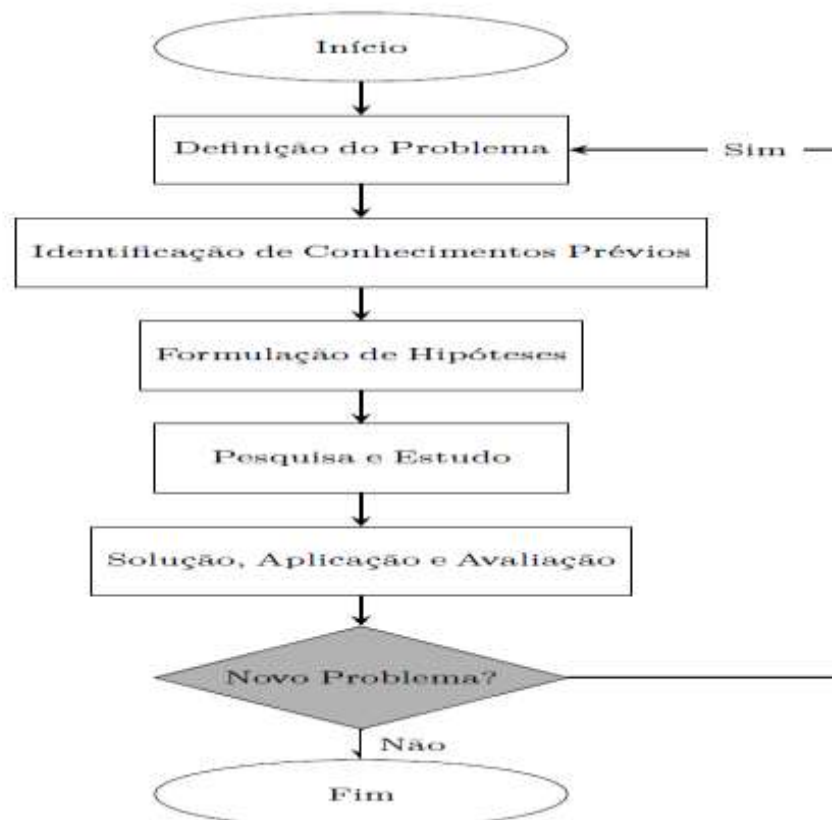 Início
Definição do Problema
Sim
Identificação de Conhecimentos Prévios
Formulação de Hipóteses
Pesquisa e Estudo
Solução, Aplicação e Avaliação
Novo Problema?
Não
Fim